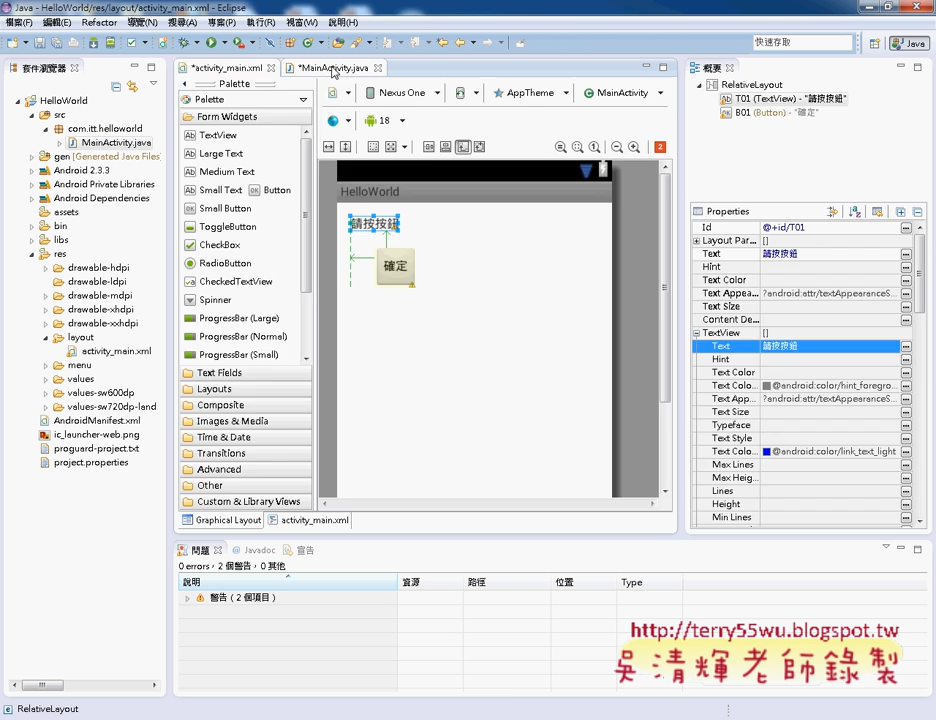 Java - HelloWorld/res/layout/activity_main.xml - Eclipse
檔案(F) 編輯(E) Refactor 導覽(N) 搜尋(A) 專案(P) 執行(R) 視窗(W) 說明(H)
快速存取
Java
套件瀏覽器
*activity_main.xml
*MainActivity.java
概要
HelloWorld
src
com.itt.helloworld
MainActivity.java
gen [Generated Java Files]
Android 2.3.3
Android Private Libraries
Android Dependencies
assets
bin
libs
res
drawable-hdpi
drawable-ldpi
drawable-mdpi
drawable-xhdpi
drawable-xxhdpi
layout
activity_main.xml
menu
values
values-sw600dp
values-sw720dp-land
AndroidManifest.xml
ic_launcher-web.png
proguard-project.txt
project.properties
Palette
Palette
Form Widgets
TextView
Large Text
Medium Text
Small Text
Button
Small Button
ToggleButton
CheckBox
RadioButton
CheckedTextView
Spinner
ProgressBar (Large)
ProgressBar (Normal)
ProgressBar (Small)
Text Fields
Layouts
Composite
Images & Media
Time & Date
Transitions
Advanced
Other
Custom & Library Views
Graphical Layout
activity_main.xml
Nexus One
AppTheme
MainActivity
18
2
HelloWorld
請按按鈕
確定
RelativeLayout
T01 (TextView) - "請按按鈕"
B01 (Button) - "確定"
Properties
Id @+id/T01
Layout Par... []
Text 請按按鈕
Hint
Text Color
Text Appea... ?android:attr/textAppearanceS...
Text Size
Content De...
TextView []
Text 請按按鈕
Hint
Text Color
Text Colo... @android:color/hint_foregro...
Text App... ?android:attr/textAppearanceS...
Text Size
Typeface
Text Style
Text Colo... @android:color/link_text_light
Max Lines
Max Heig...
Lines
Height
Min Lines
問題
@ Javadoc
宣告
0 errors，2 個警告，0 其他
說明 資源 路徑 位置 Type
警告 (2 個項目)
http://terry55wu.blogspot.tw
吳清輝老師錄製
RelativeLayout